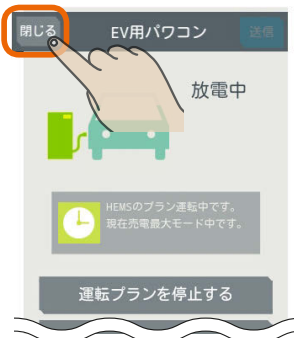 閉じる EV用パワコン 送信
放電中
HEMSのプラン運転中です。
現在売電最大モード中です。
運転プランを停止する